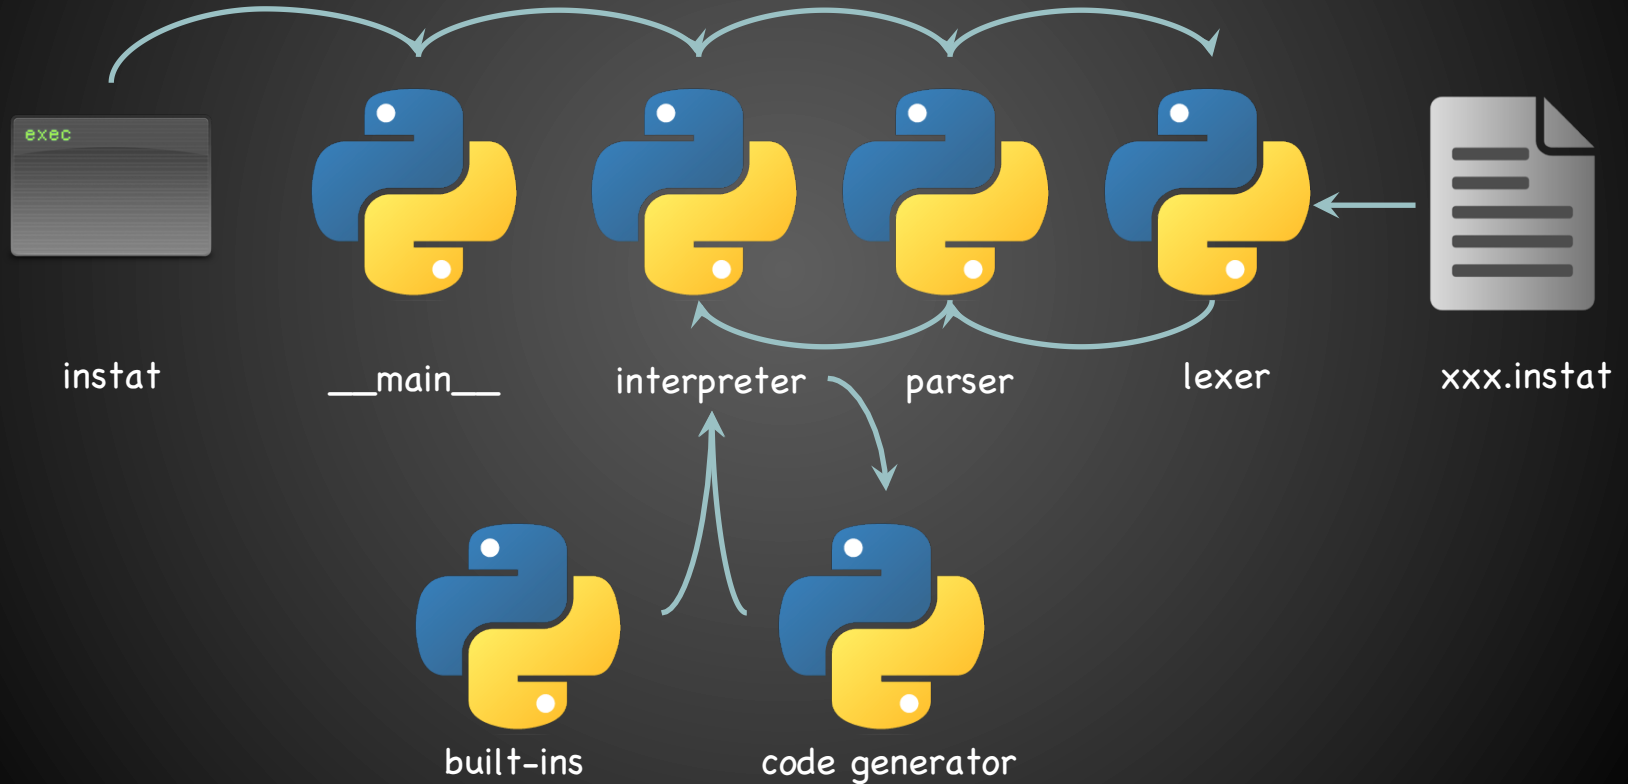 exec
instat
__main__
interpreter
parser
lexer
xxx.instat
built-ins
code generator